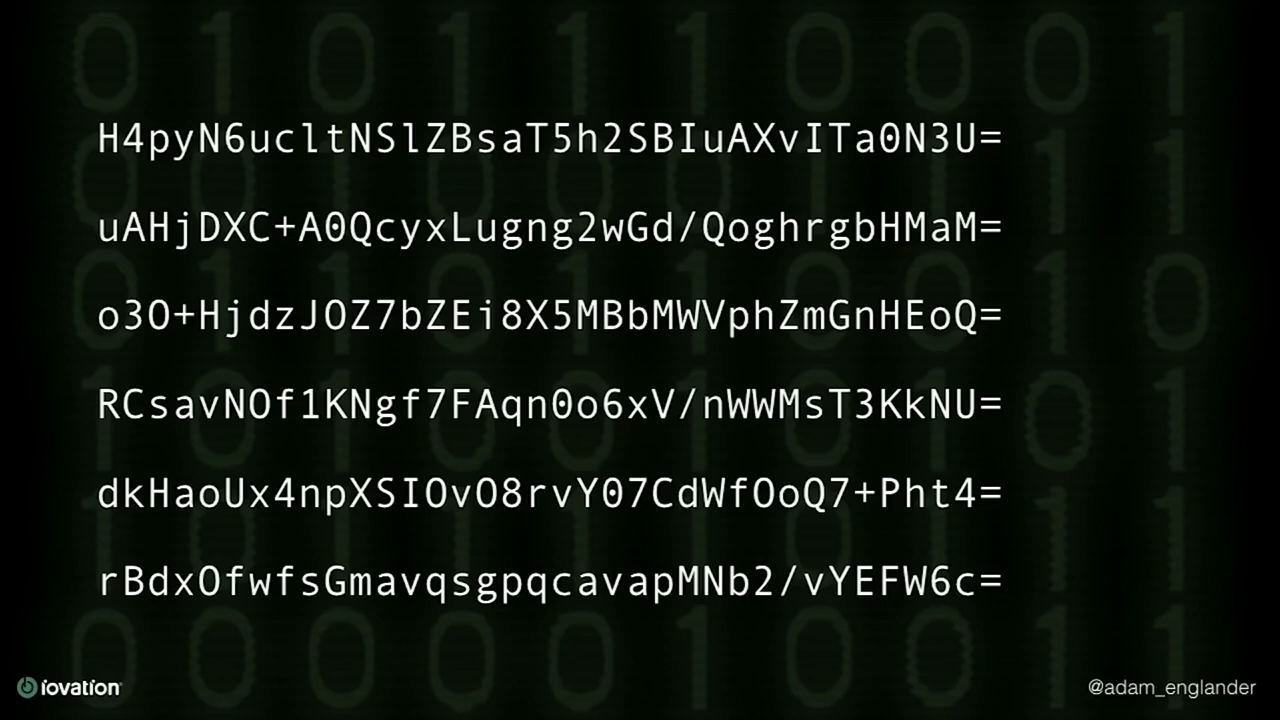 H4pyN6ucltNSlZBsaT5h2SBIuAXvITa0N3U=
uAHjDXC+A0QcyxLugng2wGd/QoghrgbHMaM=
o3O+HjdzJOZ7bZEi8X5MBbMWVphZmGnHEoQ=
RCsavNOf1KNgf7FAqn0o6xV/nWWMsT3KkNU=
dkHaoUx4npXSIOvO8rvY07CdWfOoQ7+Pht4=
rBdxOfwfsGmavqsgpqcavapMNb2/vYEFW6c=
iovation
@adam_englander